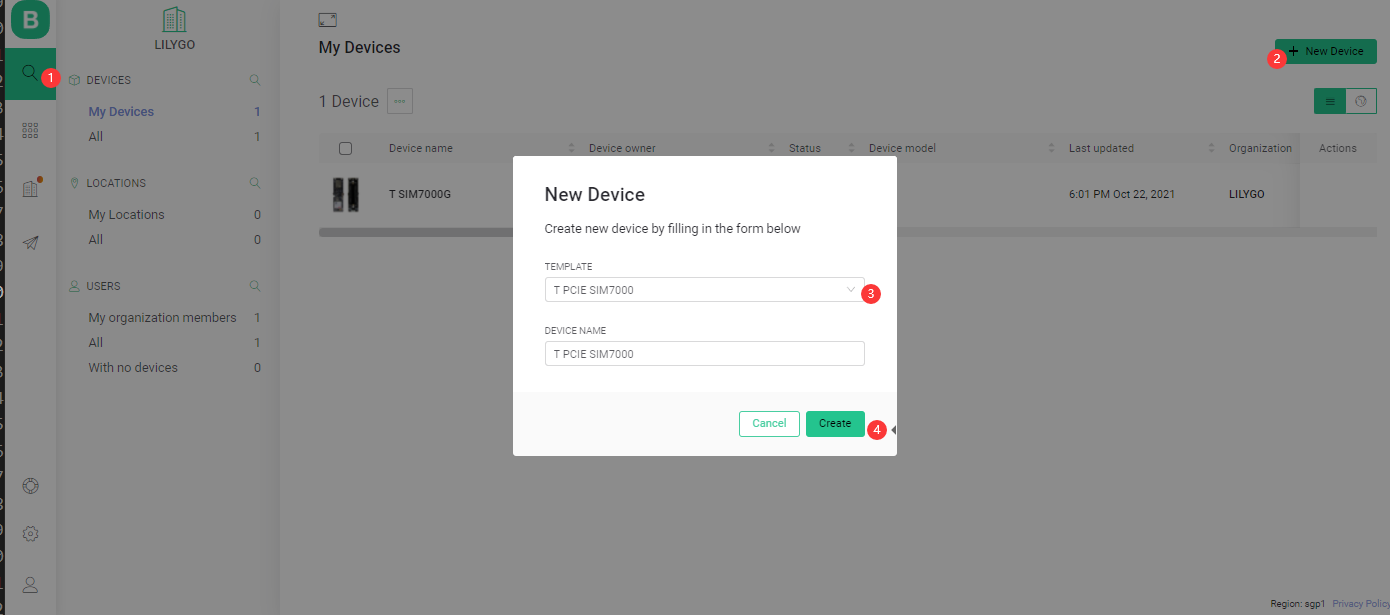 B
LILYGO
1
DEVICES
My Devices 1
All 1
LOCATIONS
My Locations 0
All 0
USERS
My organization members 1
All 1
With no devices 0
My Devices
2 + New Device
1 Device
Device name Device owner Status Device model Last updated Organization Actions
T SIM7000G 6:01 PM Oct 22, 2021 LILYGO
New Device
Create new device by filling in the form below
TEMPLATE
T PCIE SIM7000 3
DEVICE NAME
T PCIE SIM7000
Cancel Create 4
Region: sgp1 Privacy Policy